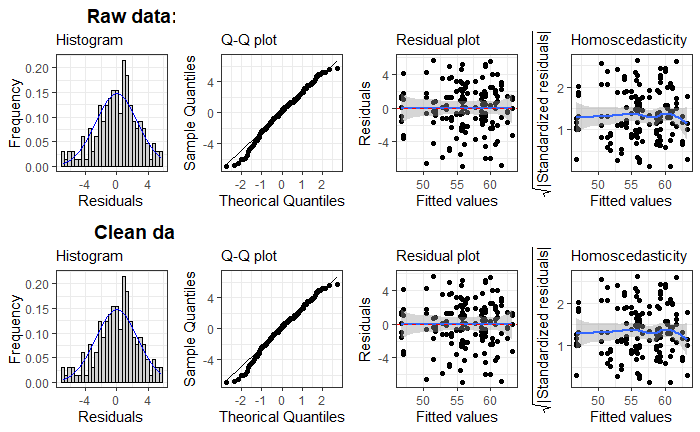 Raw data:
Histogram
Q-Q plot
Residual plot
Homoscedasticity
Frequency
0.20
0.15
0.10
0.05
0.00
-4
0
4
Residuals
Sample Quantiles
4
0
-4
-2
-1
0
1
2
Theorical Quantiles
Residuals
4
0
-4
50
55
60
Fitted values
√|Standardized residuals|
2
1
50
55
60
Fitted values
Clean da
Histogram
Q-Q plot
Residual plot
Homoscedasticity
Frequency
0.20
0.15
0.10
0.05
0.00
-4
0
4
Residuals
Sample Quantiles
4
0
-4
-2
-1
0
1
2
Theorical Quantiles
Residuals
4
0
-4
50
55
60
Fitted values
√|Standardized residuals|
2
1
50
55
60
Fitted values